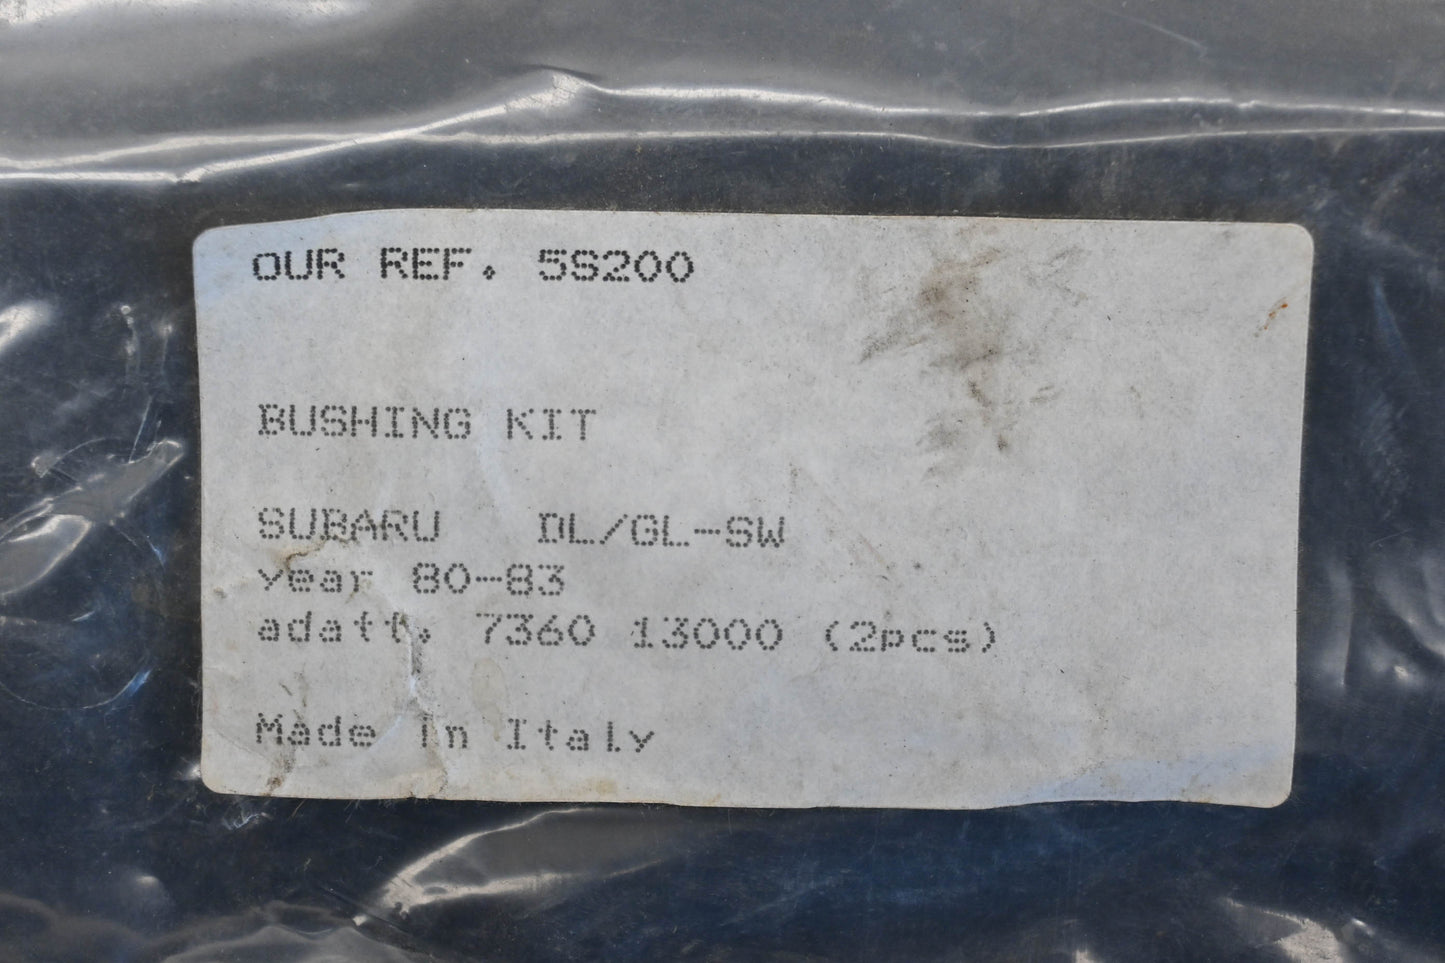 OUR REF. 5S200
BUSHING KIT
SUBARU DL/GL-SW
year 80-83
adatt. 7360 13000 (2pcs)
Made in Italy